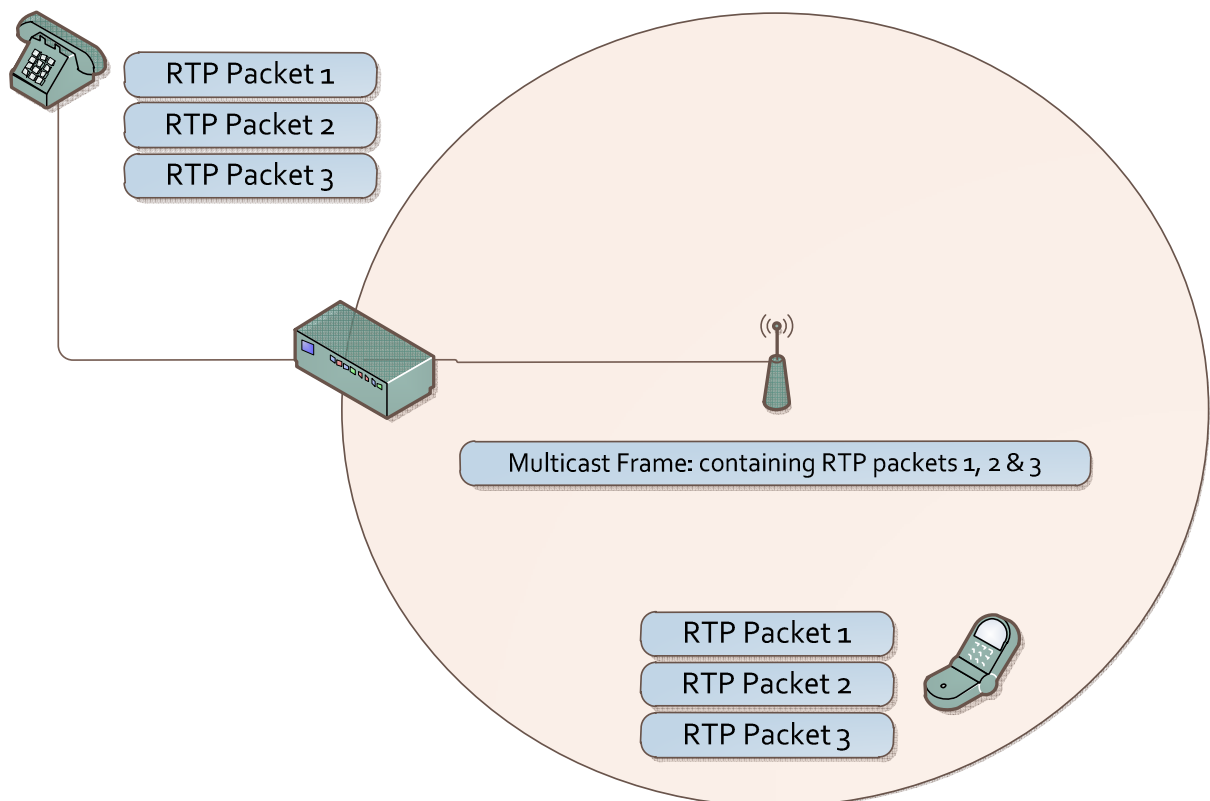 RTP Packet 1
RTP Packet 2
RTP Packet 3
Multicast Frame: containing RTP packets 1, 2 & 3
RTP Packet 1
RTP Packet 2
RTP Packet 3